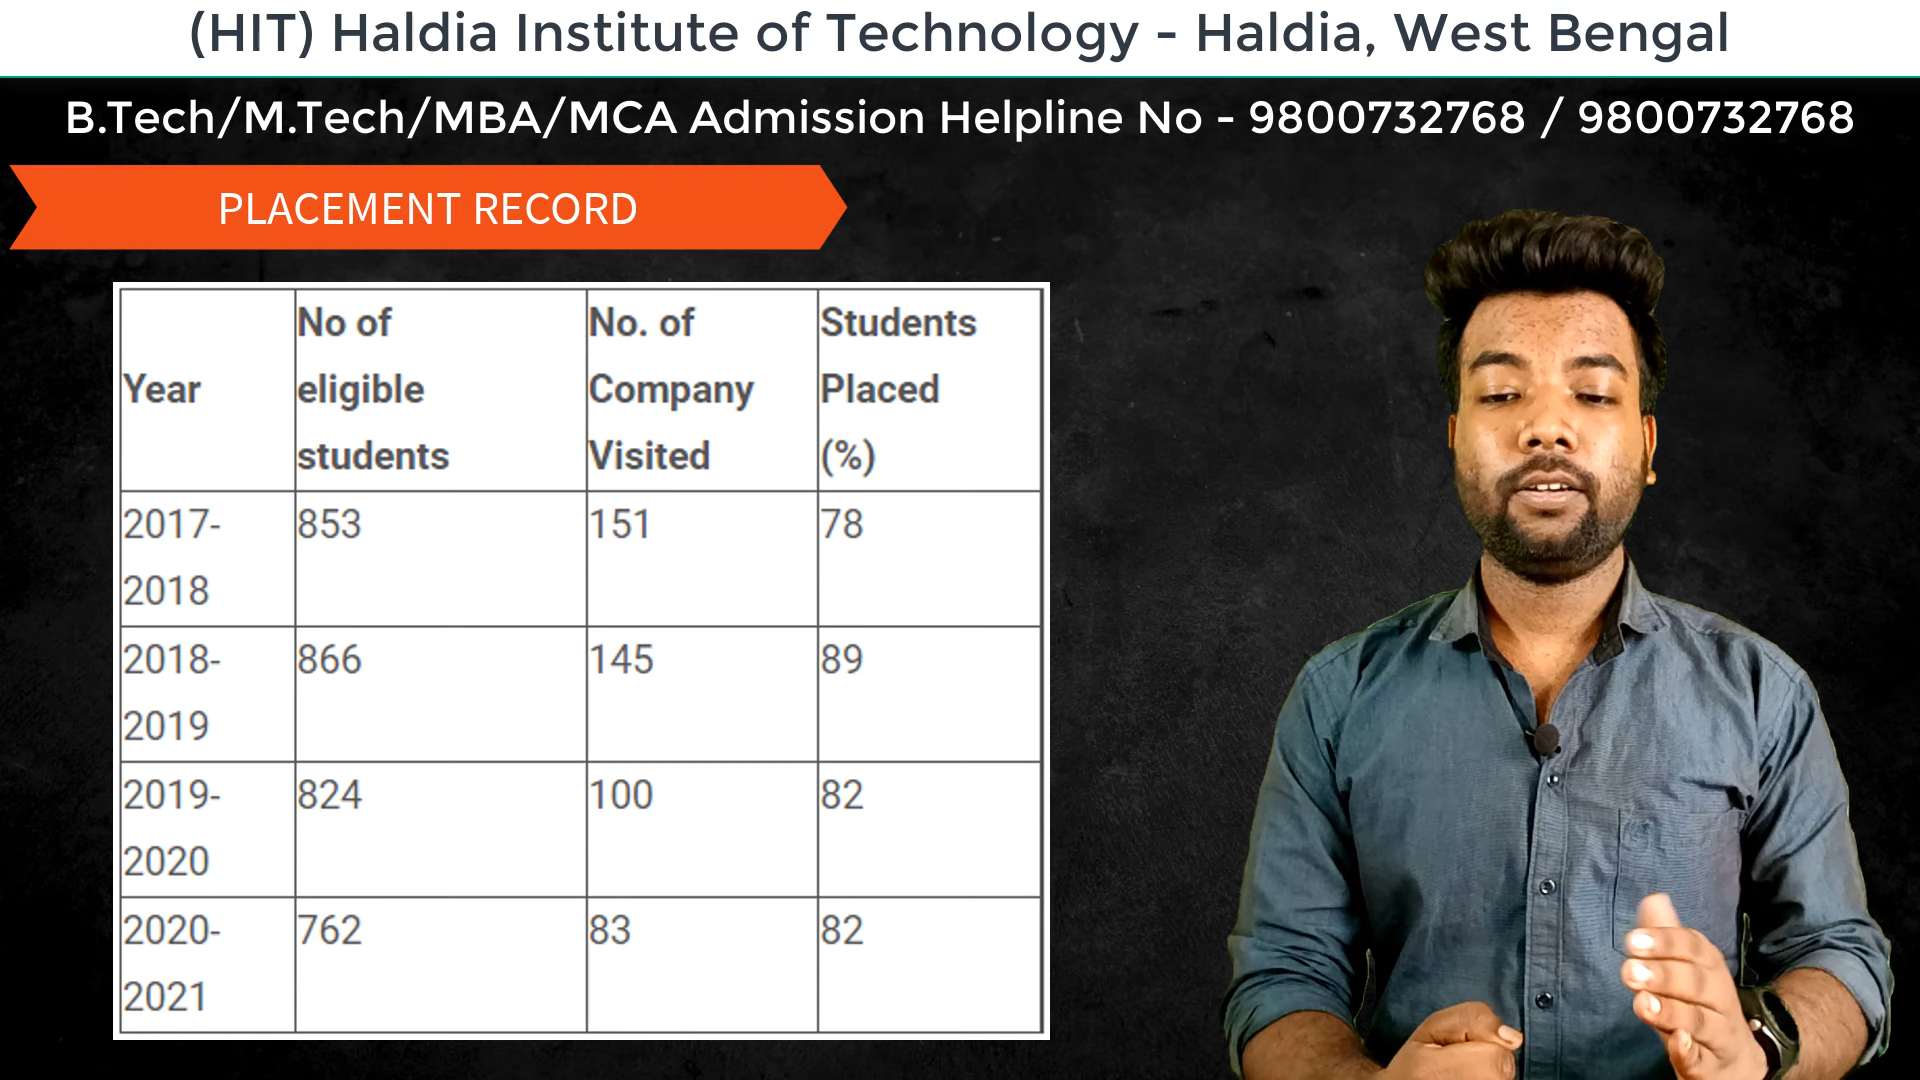 (HIT) Haldia Institute of Technology - Haldia, West Bengal
B.Tech/M.Tech/MBA/MCA Admission Helpline No - 9800732768 / 9800732768
PLACEMENT RECORD
Year
No of
eligible
students
No. of
Company
Visited
Students
Placed
(%)
2017-
2018
853
151
78
2018-
2019
866
145
89
2019-
2020
824
100
82
2020-
2021
762
83
82